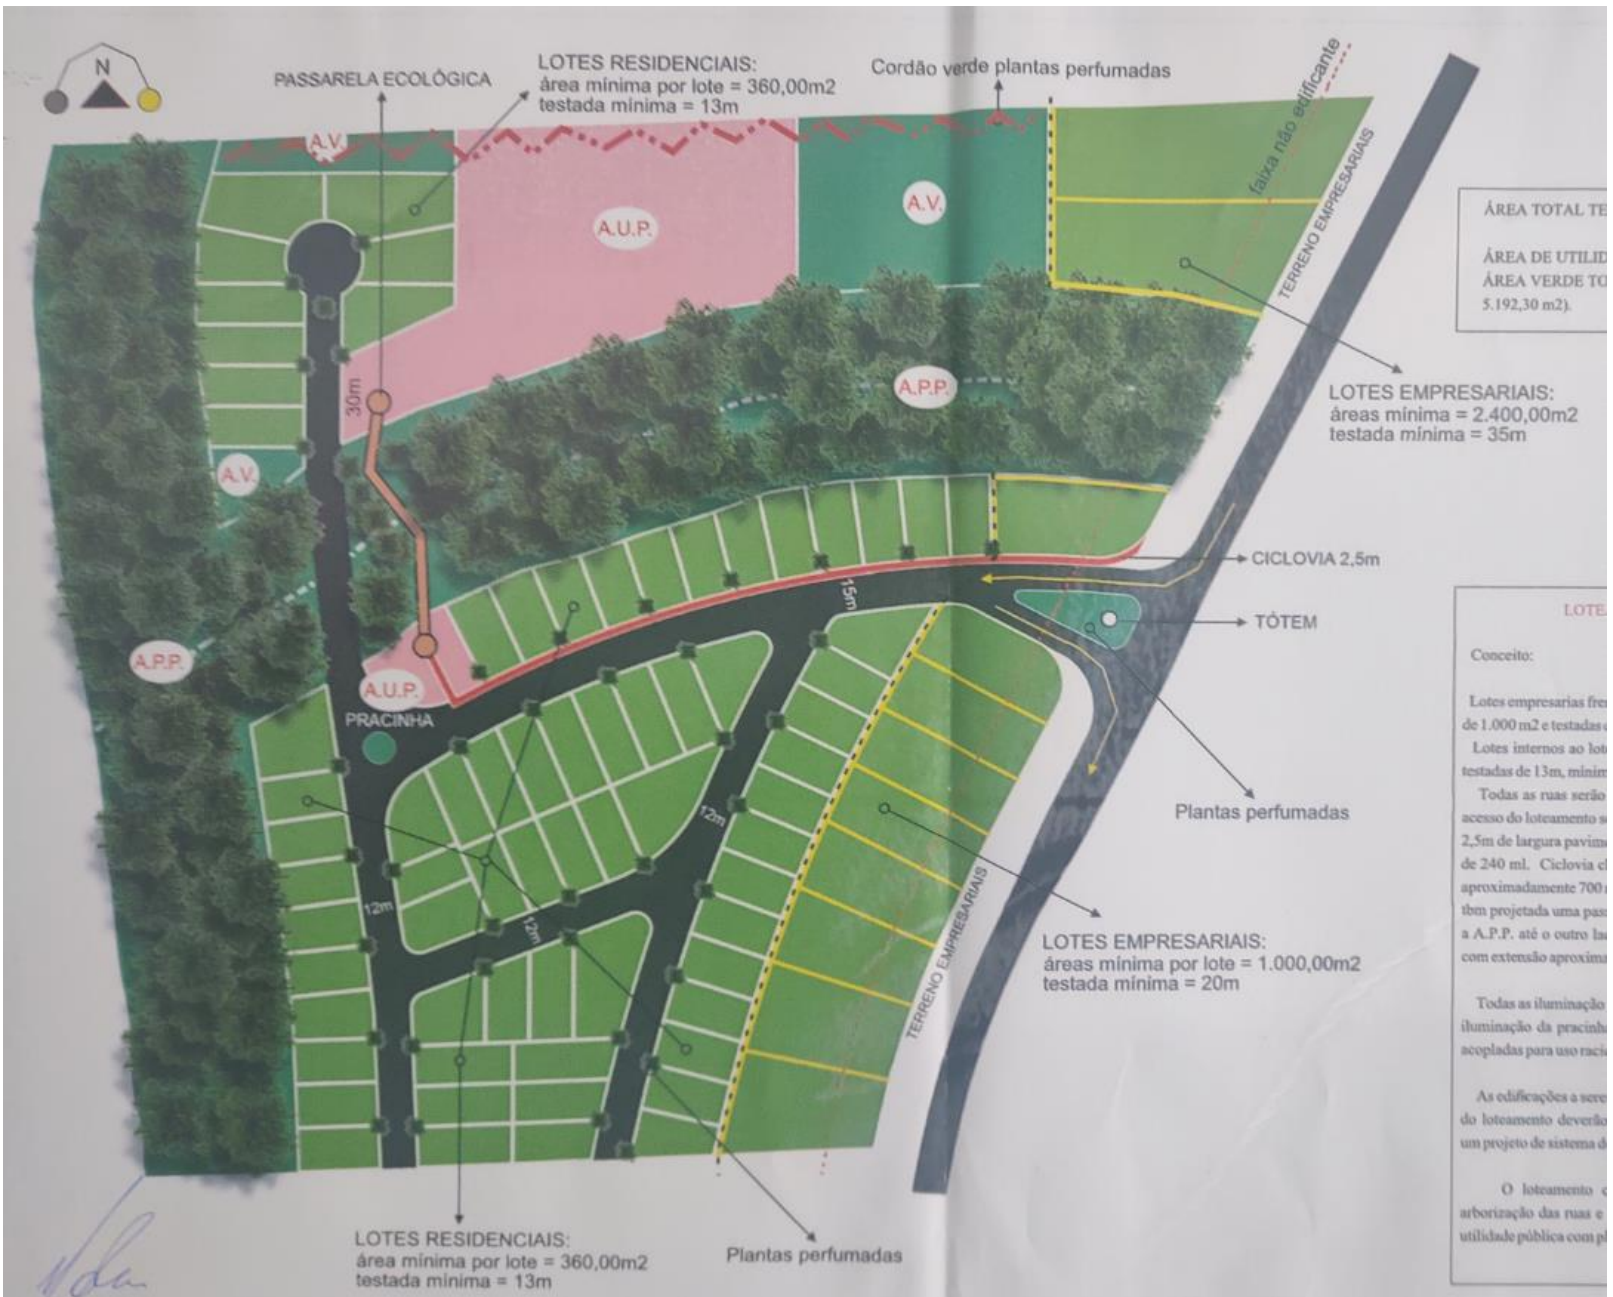 N
PASSARELA ECOLÓGICA
LOTES RESIDENCIAIS:
área mínima por lote = 360,00m2
testada mínima = 13m
Cordão verde plantas perfumadas
faixa não edificante
TERRENO EMPRESARIAIS
A.V.
A.U.P.
A.V.
ÁREA TOTAL TE
ÁREA DE UTILID
ÁREA VERDE TO
5.192,30 m2).
LOTES EMPRESARIAIS:
áreas mínima = 2.400,00m2
testada mínima = 35m
30m
A.P.P.
A.V.
CICLOVIA 2,5m
15m
TÓTEM
A.P.P.
A.U.P.
PRACINHA
Plantas perfumadas
12m
12m
12m
TERRENO EMPRESARIAIS
LOTES EMPRESARIAIS:
áreas mínima por lote = 1.000,00m2
testada mínima = 20m
LOTE
Conceito:
Lotes empresarias fre
de 1.000 m2 e testadas
Lotes internos ao lot
testadas de 13m, mínim
Todas as ruas serão
acesso do loteamento s
2,5m de largura pavim
de 240 ml. Ciclovia c
aproximadamente 700
tbm projetada uma pas
a A.P.P. até o outro la
com extensão aproxima
Todas as iluminação
iluminação da pracinh
acopladas para uso raci
As edificações a sere
do loteamento deverão
um projeto de sistema d
O loteamento c
arborização das ruas e
utilidade pública com pl
LOTES RESIDENCIAIS:
área mínima por lote = 360,00m2
testada mínima = 13m
Plantas perfumadas